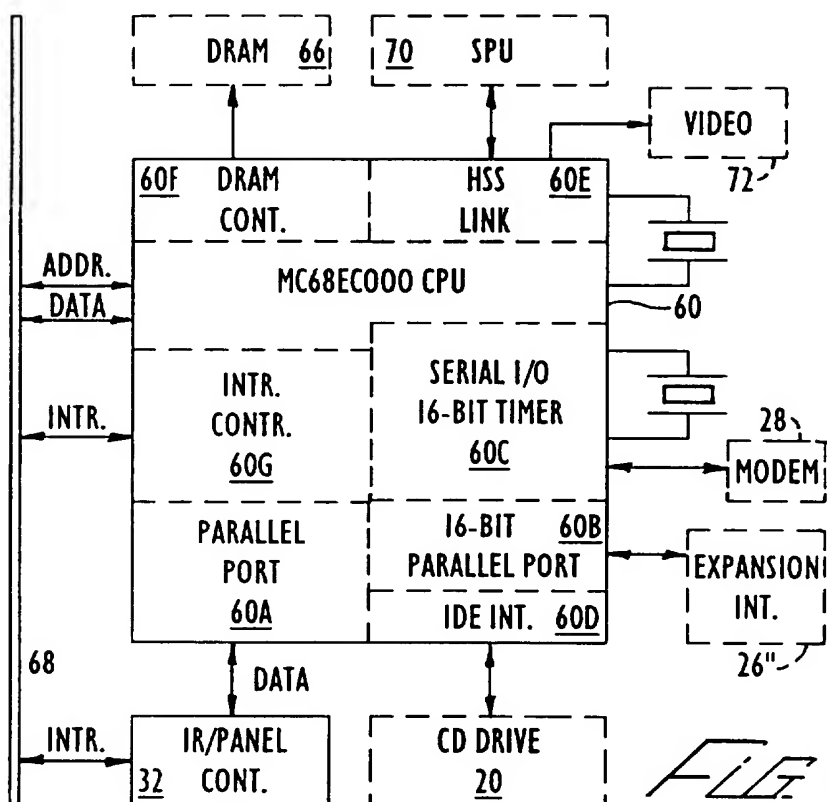 DRAM 66
70 SPU
VIDEO
72
60F DRAM CONT.
HSS LINK 60E
ADDR.
DATA
MC68EC000 CPU
60
INTR.
INTR. CONTR. 60G
SERIAL I/O
16-BIT TIMER
60C
28
MODEM
PARALLEL
PORT
60A
16-BIT 60B
PARALLEL PORT
EXPANSION
INT.
26"
IDE INT. 60D
68
DATA
INTR.
IR/PANEL
32 CONT.
CD DRIVE
20
FIG